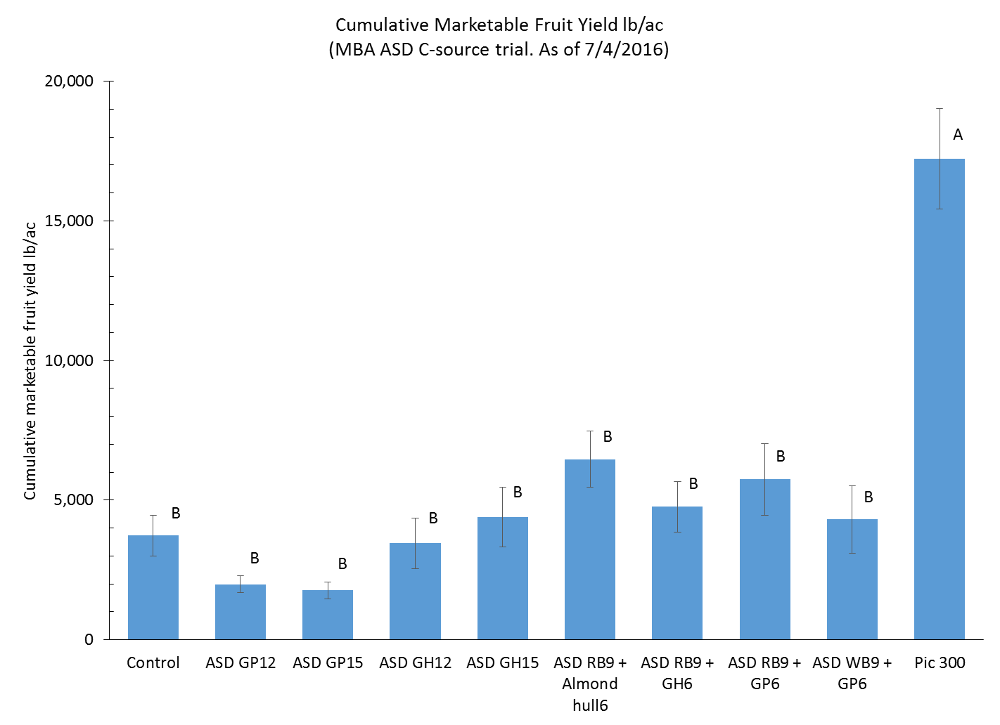 Cumulative Marketable Fruit Yield lb/ac
(MBA ASD C-source trial. As of 7/4/2016)
Cumulative marketable fruit yield lb/ac
20,000
15,000
10,000
5,000
0
B
B
B
B
B
B
B
B
B
A
Control
ASD GP12
ASD GP15
ASD GH12
ASD GH15
ASD RB9 +
Almond
hull6
ASD RB9 +
GH6
ASD RB9 +
GP6
ASD WB9 +
GP6
Pic 300